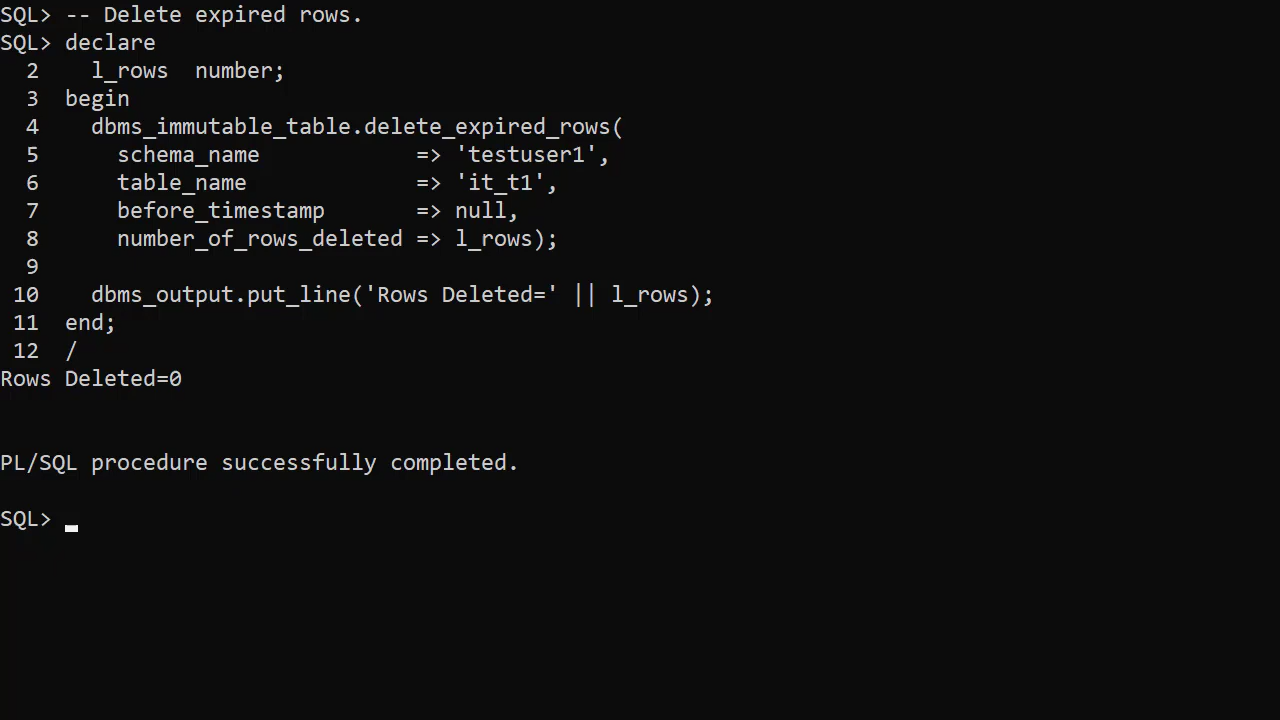 SQL> -- Delete expired rows.
SQL> declare
  2    l_rows  number;
  3  begin
  4    dbms_immutable_table.delete_expired_rows(
  5      schema_name            => 'testuser1',
  6      table_name             => 'it_t1',
  7      before_timestamp       => null,
  8      number_of_rows_deleted => l_rows);
  9
 10    dbms_output.put_line('Rows Deleted=' || l_rows);
 11  end;
 12  /
Rows Deleted=0
PL/SQL procedure successfully completed.
SQL>